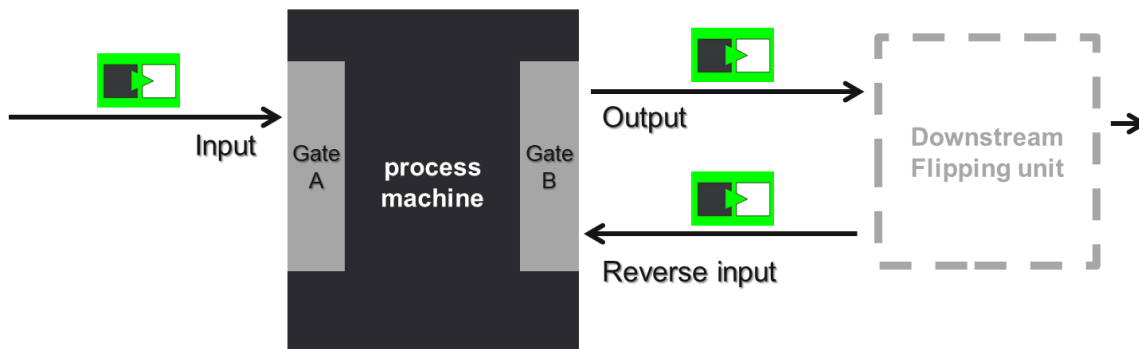 Input
Gate
A
process
machine
Gate
B
Output
Reverse input
Downstream
Flipping unit